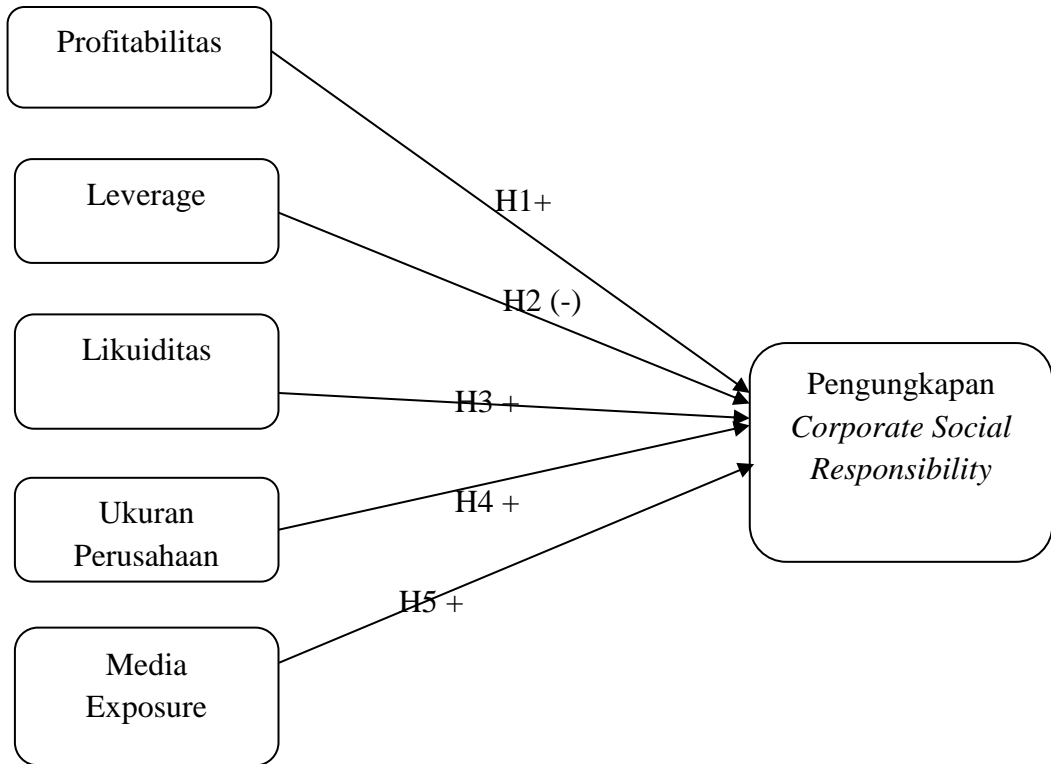 Profitabilitas
Leverage
H1+
H2 (-)
Likuiditas
Pengungkapan
Corporate Social
Responsibility
H3 +
Ukuran
Perusahaan
H4 +
H5 +
Media
Exposure